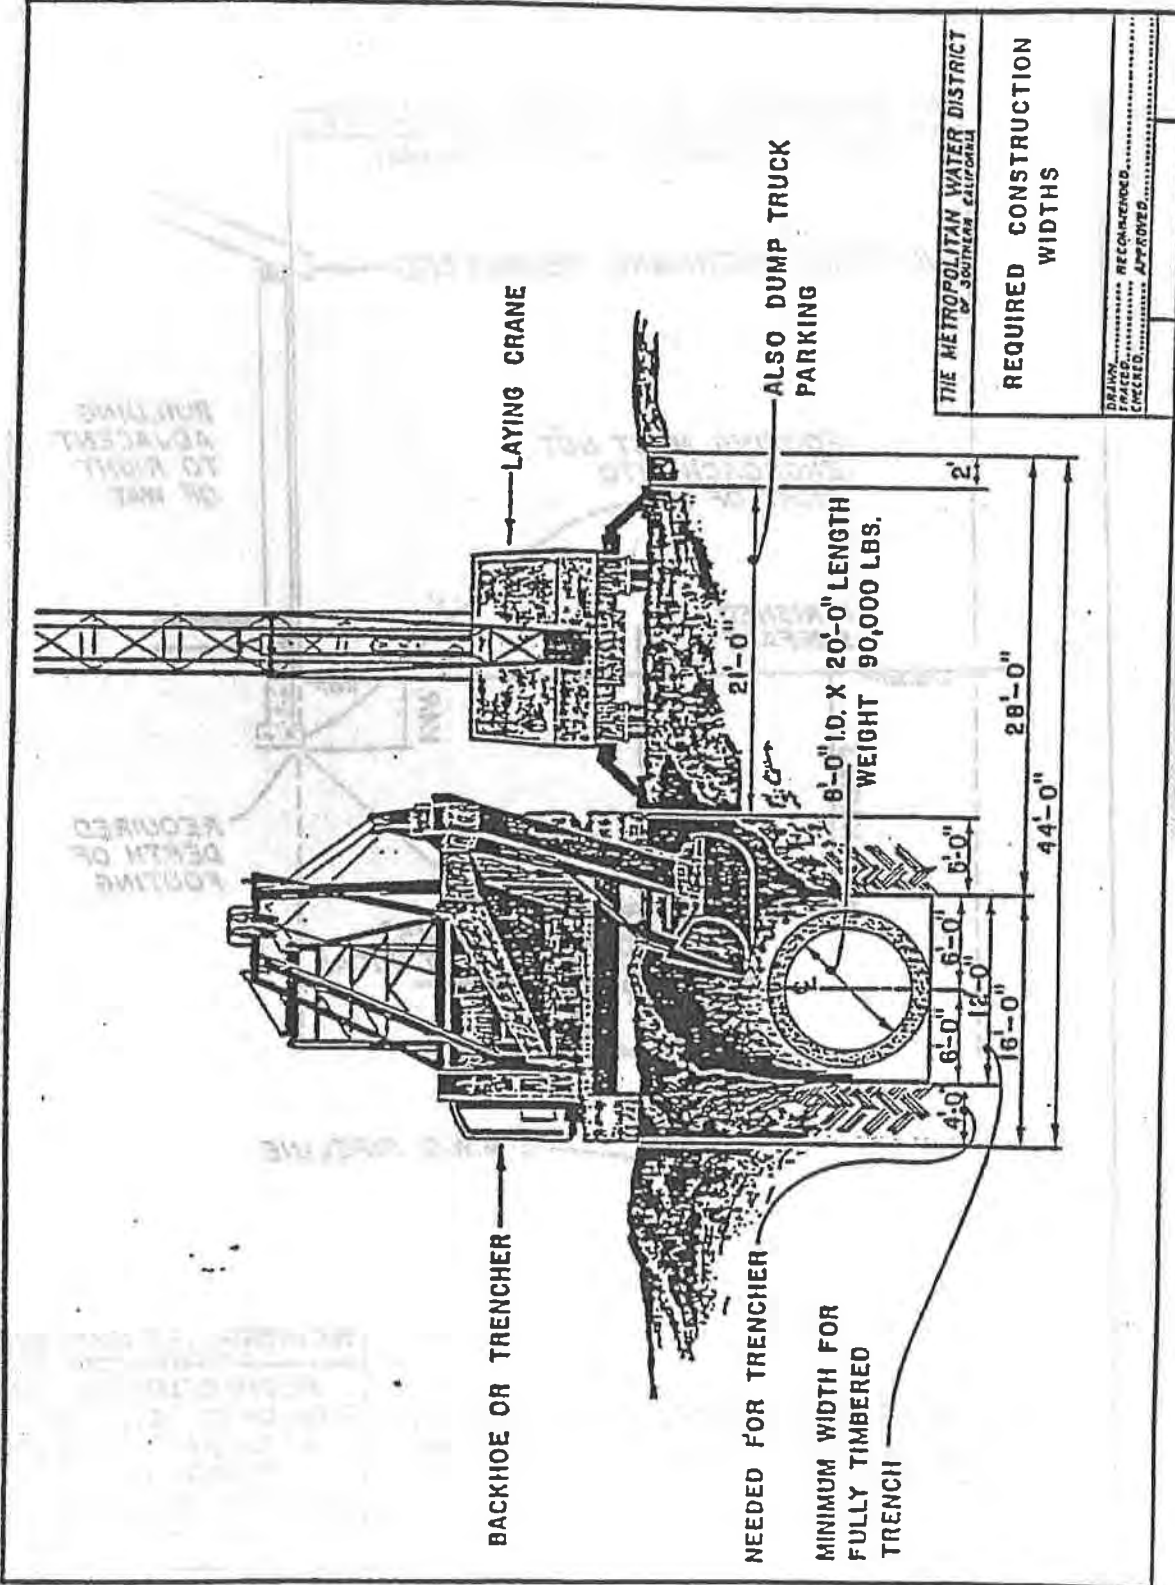 LAYING CRANE
BACKHOE OR TRENCHER
ALSO DUMP TRUCK
PARKING
NEEDED FOR TRENCHER
MINIMUM WIDTH FOR
FULLY TIMBERED
TRENCH
21'-0"
8'-0" I.D. X 20'-0" LENGTH
WEIGHT 90,000 LBS.
℄
4'-0"
6'-0"
6'-0"
6'-0"
2'
12'-0"
16'-0"
28'-0"
44'-0"
THE METROPOLITAN WATER DISTRICT
OF SOUTHERN CALIFORNIA
REQUIRED CONSTRUCTION
WIDTHS
DRAWN
TRACED RECOMMENDED
CHECKED APPROVED
BUILDING
ADJACENT
TO RIGHT
OF WAY
REQUIRED
DEPTH OF
FOOTING